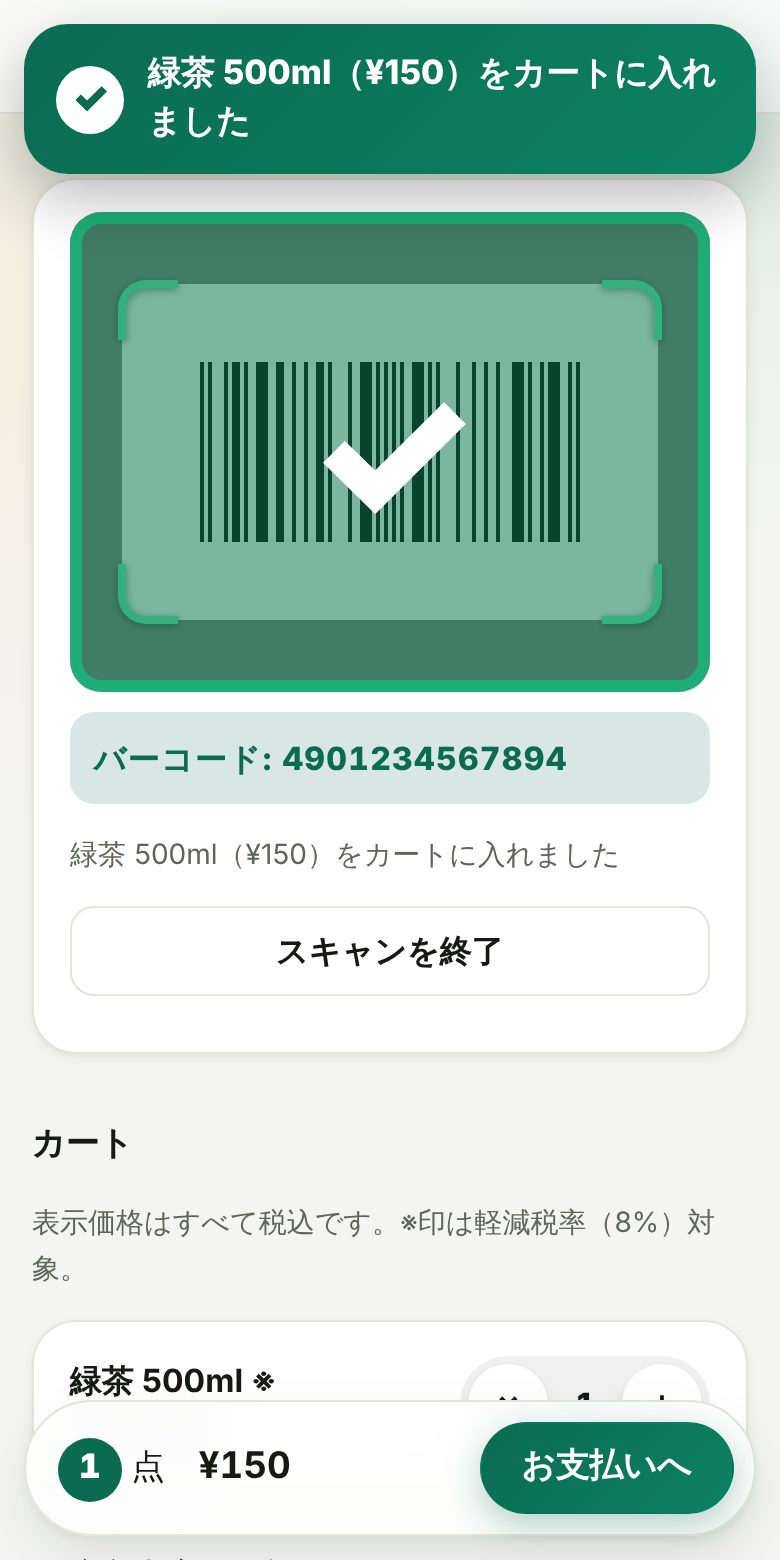 緑茶 500ml（¥150）をカートに入れ
ました
バーコード: 4901234567894
緑茶 500ml（¥150）をカートに入れました
スキャンを終了
カート
表示価格はすべて税込です。※印は軽減税率（8%）対
象。
緑茶 500ml ※
1 点 ¥150 お支払いへ